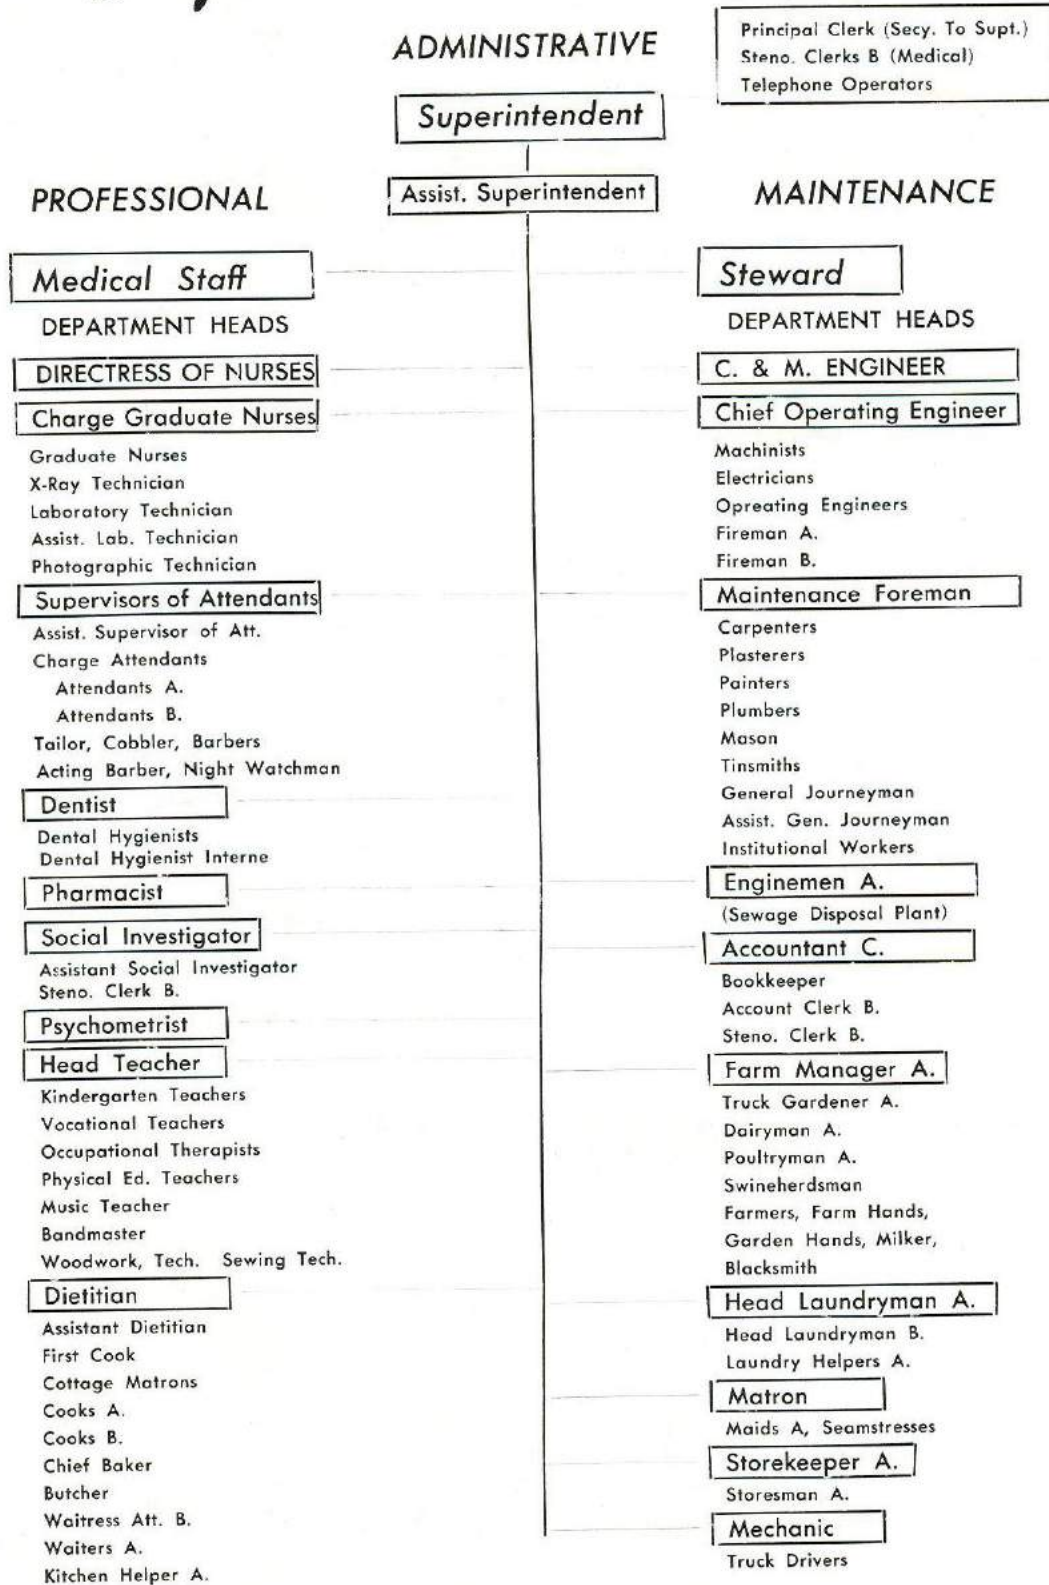 ADMINISTRATIVE
Principal Clerk (Secy. To Supt.)
Steno. Clerks B (Medical)
Telephone Operators
Superintendent
Assist. Superintendent
PROFESSIONAL
Medical Staff
DEPARTMENT HEADS
DIRECTRESS OF NURSES
Charge Graduate Nurses
Graduate Nurses
X-Ray Technician
Laboratory Technician
Assist. Lab. Technician
Photographic Technician
Supervisors of Attendants
Assist. Supervisor of Att.
Charge Attendants
Attendants A.
Attendants B.
Tailor, Cobbler, Barbers
Acting Barber, Night Watchman
Dentist
Dental Hygienists
Dental Hygienist Interne
Pharmacist
Social Investigator
Assistant Social Investigator
Steno. Clerk B.
Psychometrist
Head Teacher
Kindergarten Teachers
Vocational Teachers
Occupational Therapists
Physical Ed. Teachers
Music Teacher
Bandmaster
Woodwork, Tech. Sewing Tech.
Dietitian
Assistant Dietitian
First Cook
Cottage Matrons
Cooks A.
Cooks B.
Chief Baker
Butcher
Waitress Att. B.
Waiters A.
Kitchen Helper A.
MAINTENANCE
Steward
DEPARTMENT HEADS
C. & M. ENGINEER
Chief Operating Engineer
Machinists
Electricians
Opreating Engineers
Fireman A.
Fireman B.
Maintenance Foreman
Carpenters
Plasterers
Painters
Plumbers
Mason
Tinsmiths
General Journeyman
Assist. Gen. Journeyman
Institutional Workers
Enginemen A.
(Sewage Disposal Plant)
Accountant C.
Bookkeeper
Account Clerk B.
Steno. Clerk B.
Farm Manager A.
Truck Gardener A.
Dairyman A.
Poultryman A.
Swineherdsman
Farmers, Farm Hands,
Garden Hands, Milker,
Blacksmith
Head Laundryman A.
Head Laundryman B.
Laundry Helpers A.
Matron
Maids A, Seamstresses
Storekeeper A.
Storesman A.
Mechanic
Truck Drivers